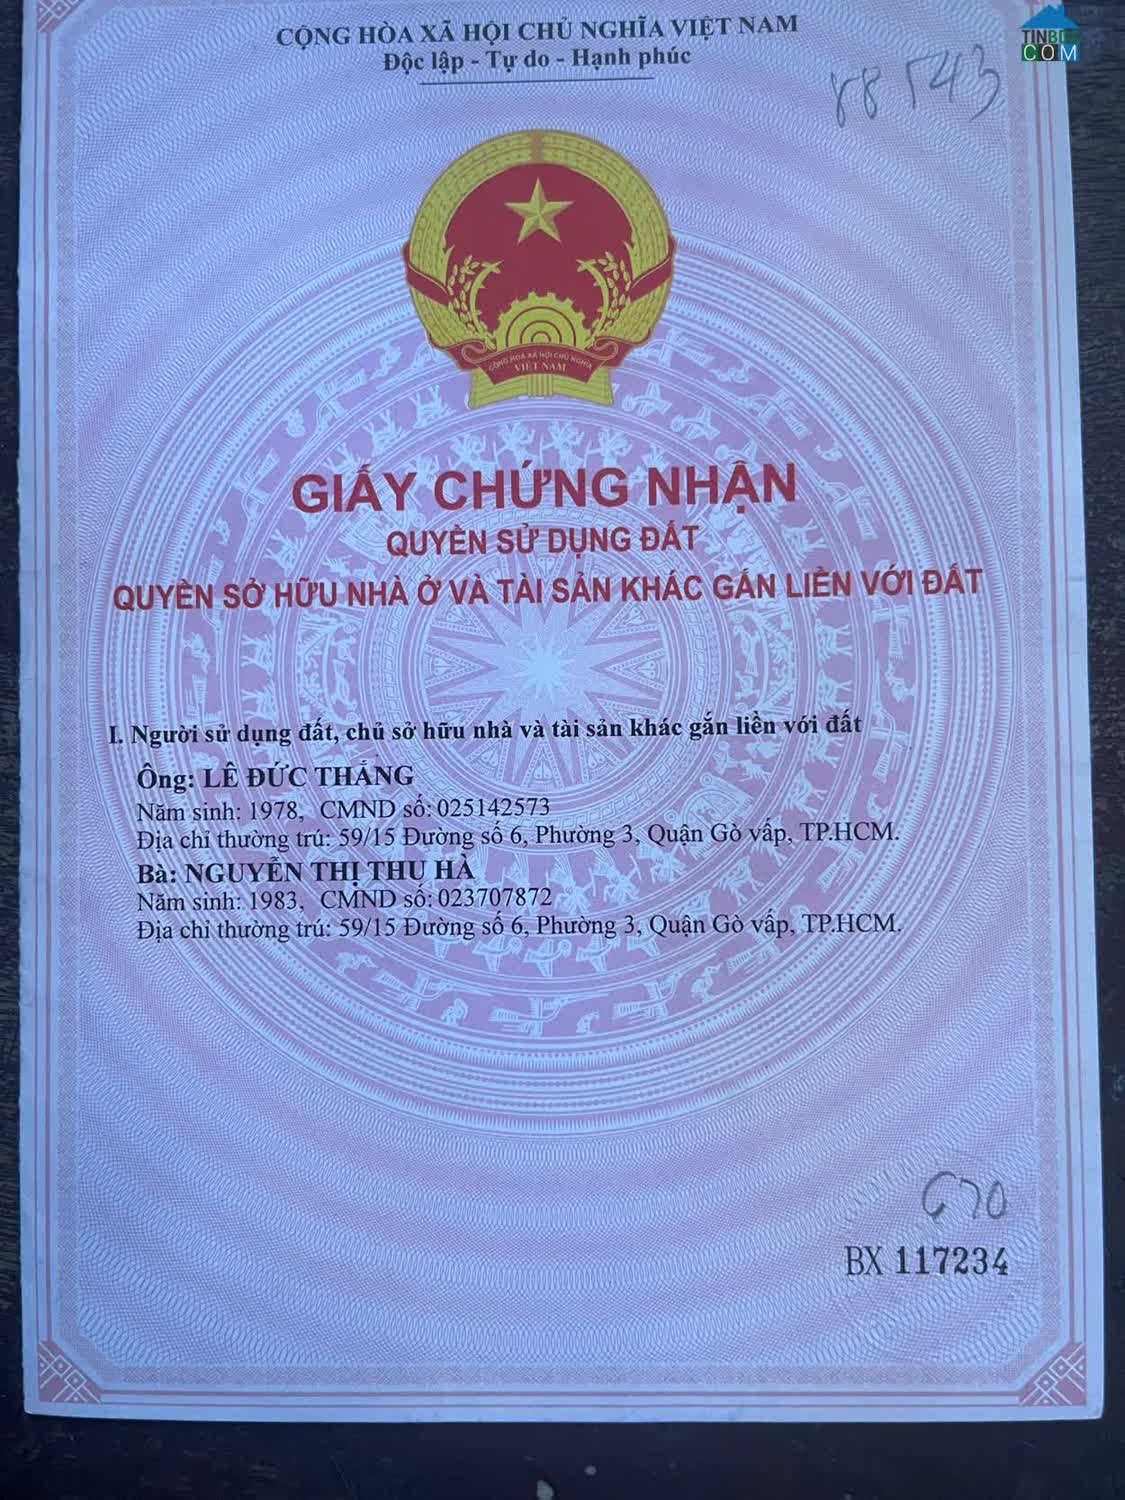 CỘNG HÒA XÃ HỘI CHỦ NGHĨA VIỆT NAM
Độc lập - Tự do - Hạnh phúc
COM
CỘNG HÒA XÃ HỘI CHỦ NGHĨA
VIỆT NAM
GIẤY CHỨNG NHẬN
QUYỀN SỬ DỤNG ĐẤT
QUYỀN SỞ HỮU NHÀ Ở VÀ TÀI SẢN KHÁC GẮN LIỀN VỚI ĐẤT
I. Người sử dụng đất, chủ sở hữu nhà và tài sản khác gắn liền với đất
Ông: LÊ ĐỨC THẮNG
Năm sinh: 1978, CMND số: 025142573
Địa chỉ thường trú: 59/15 Đường số 6, Phường 3, Quận Gò vấp, TP.HCM.
Bà: NGUYỄN THỊ THU HÀ
Năm sinh: 1983, CMND số: 023707872
Địa chỉ thường trú: 59/15 Đường số 6, Phường 3, Quận Gò vấp, TP.HCM.
BX 117234